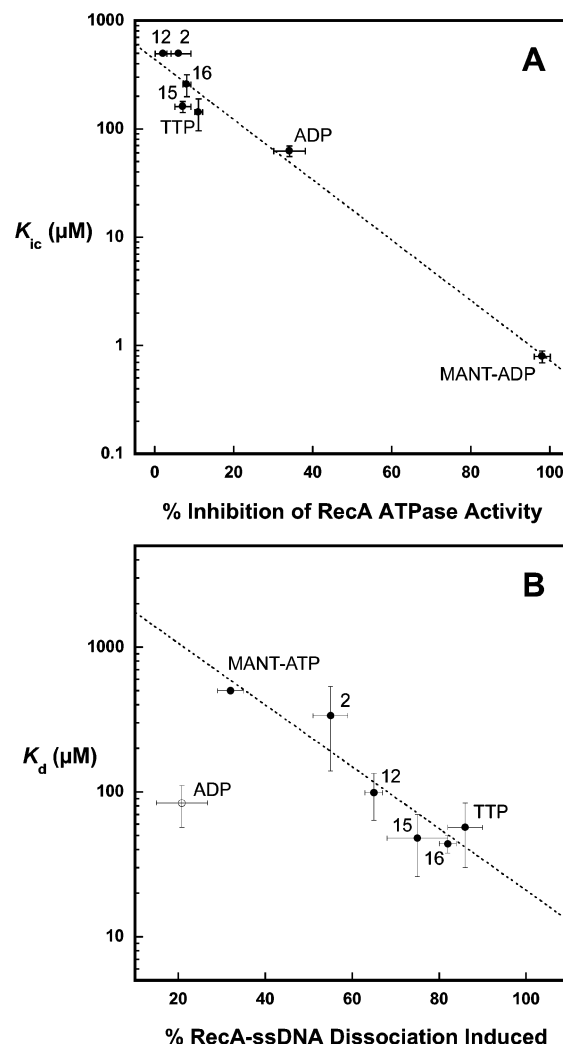 1000
12 2
A
16
15
TTP
100
ADP
Kic (µM)
10
1
MANT-ADP
0.1
0 20 40 60 80 100
% Inhibition of RecA ATPase Activity
B
1000
MANT-ATP
2
Kd (µM)
ADP
12
100
TTP
15
16
10
20 40 60 80 100
% RecA-ssDNA Dissociation Induced